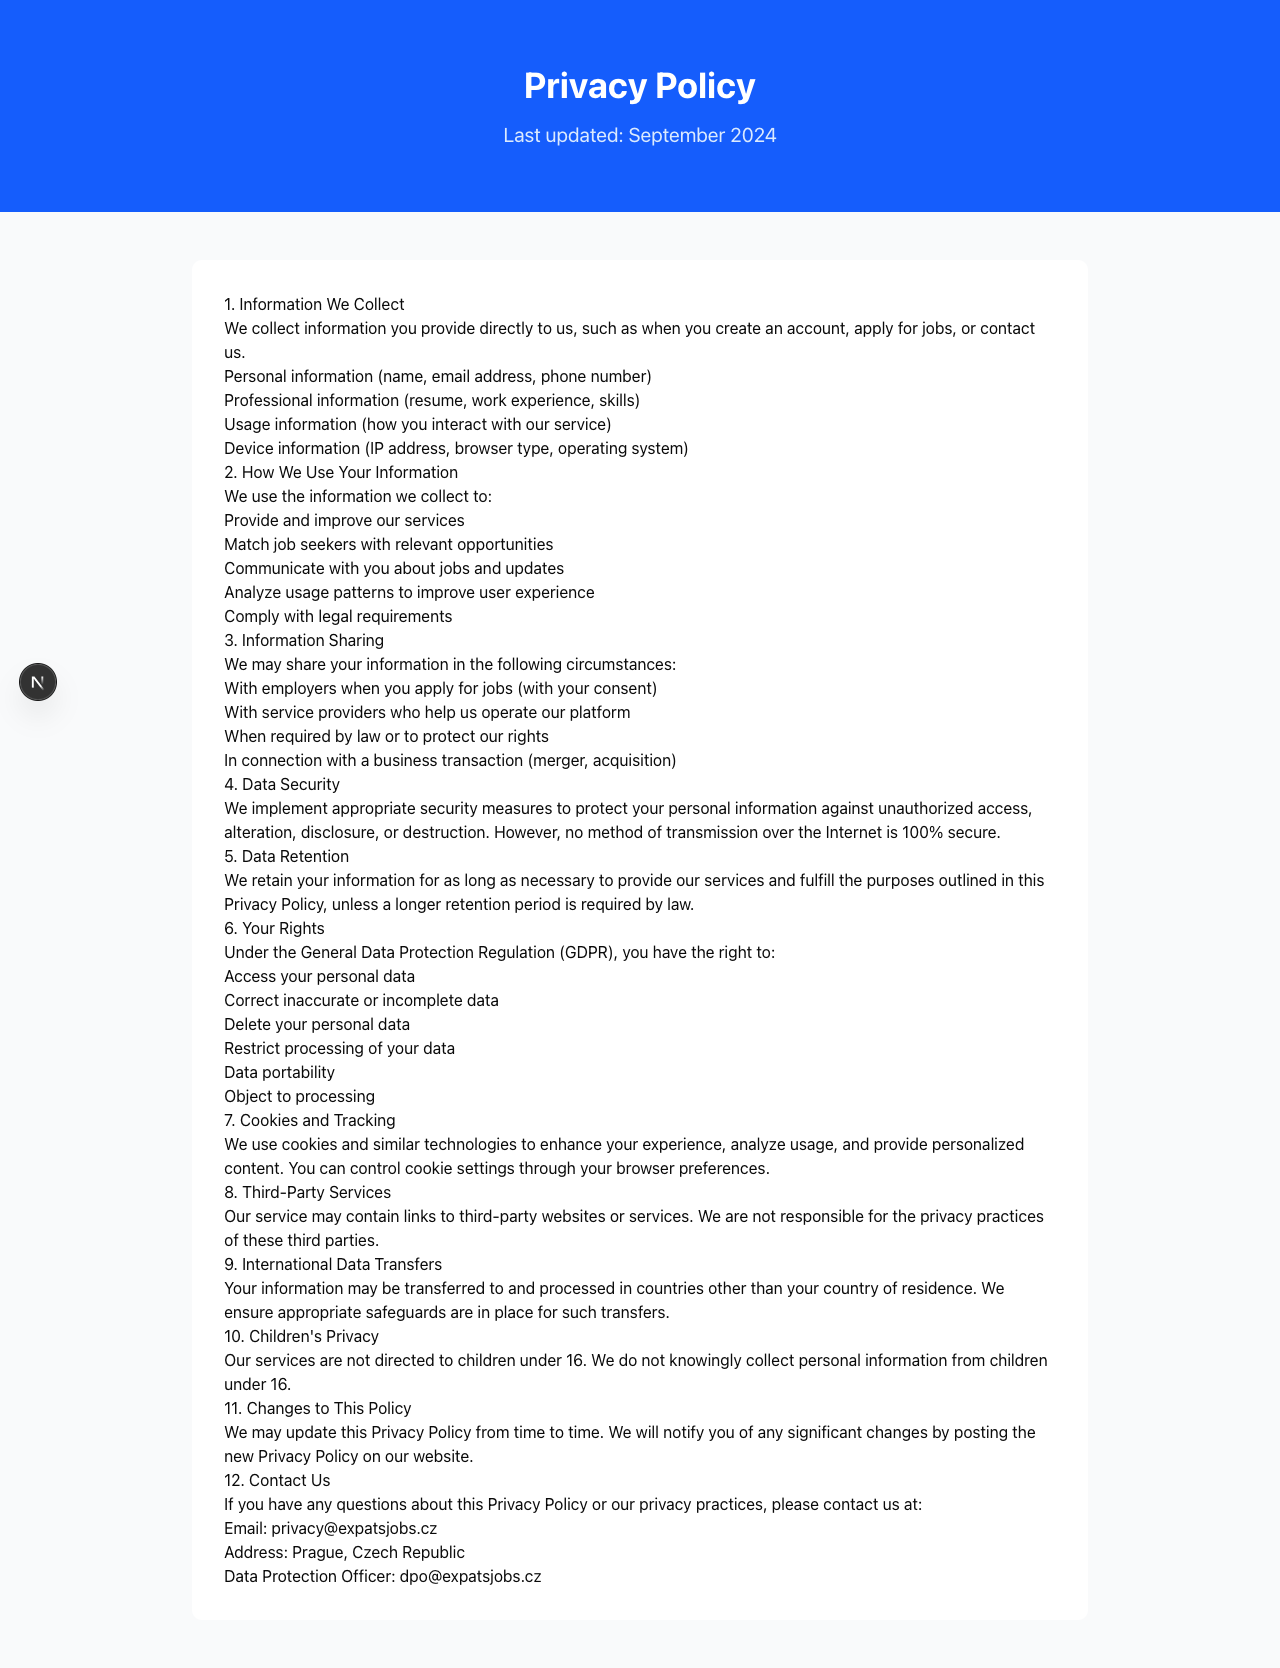 Privacy Policy
Last updated: September 2024
1. Information We Collect
We collect information you provide directly to us, such as when you create an account, apply for jobs, or contact
us.
Personal information (name, email address, phone number)
Professional information (resume, work experience, skills)
Usage information (how you interact with our service)
Device information (IP address, browser type, operating system)
2. How We Use Your Information
We use the information we collect to:
Provide and improve our services
Match job seekers with relevant opportunities
Communicate with you about jobs and updates
Analyze usage patterns to improve user experience
Comply with legal requirements
3. Information Sharing
We may share your information in the following circumstances:
N
With employers when you apply for jobs (with your consent)
With service providers who help us operate our platform
When required by law or to protect our rights
In connection with a business transaction (merger, acquisition)
4. Data Security
We implement appropriate security measures to protect your personal information against unauthorized access,
alteration, disclosure, or destruction. However, no method of transmission over the Internet is 100% secure.
5. Data Retention
We retain your information for as long as necessary to provide our services and fulfill the purposes outlined in this
Privacy Policy, unless a longer retention period is required by law.
6. Your Rights
Under the General Data Protection Regulation (GDPR), you have the right to:
Access your personal data
Correct inaccurate or incomplete data
Delete your personal data
Restrict processing of your data
Data portability
Object to processing
7. Cookies and Tracking
We use cookies and similar technologies to enhance your experience, analyze usage, and provide personalized
content. You can control cookie settings through your browser preferences.
8. Third-Party Services
Our service may contain links to third-party websites or services. We are not responsible for the privacy practices
of these third parties.
9. International Data Transfers
Your information may be transferred to and processed in countries other than your country of residence. We
ensure appropriate safeguards are in place for such transfers.
10. Children's Privacy
Our services are not directed to children under 16. We do not knowingly collect personal information from children
under 16.
11. Changes to This Policy
We may update this Privacy Policy from time to time. We will notify you of any significant changes by posting the
new Privacy Policy on our website.
12. Contact Us
If you have any questions about this Privacy Policy or our privacy practices, please contact us at:
Email: privacy@expatsjobs.cz
Address: Prague, Czech Republic
Data Protection Officer: dpo@expatsjobs.cz